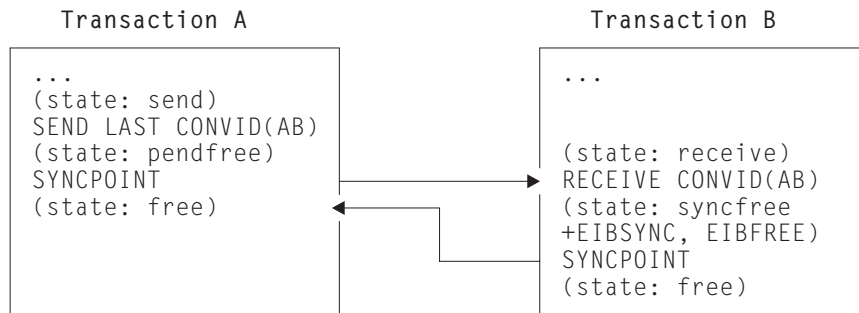 Transaction A
...
(state: send)
SEND LAST CONVID(AB)
(state: pendfree)
SYNCPOINT
(state: free)
Transaction B
...
(state: receive)
RECEIVE CONVID(AB)
(state: syncfree
+EIBSYNC, EIBFREE)
SYNCPOINT
(state: free)